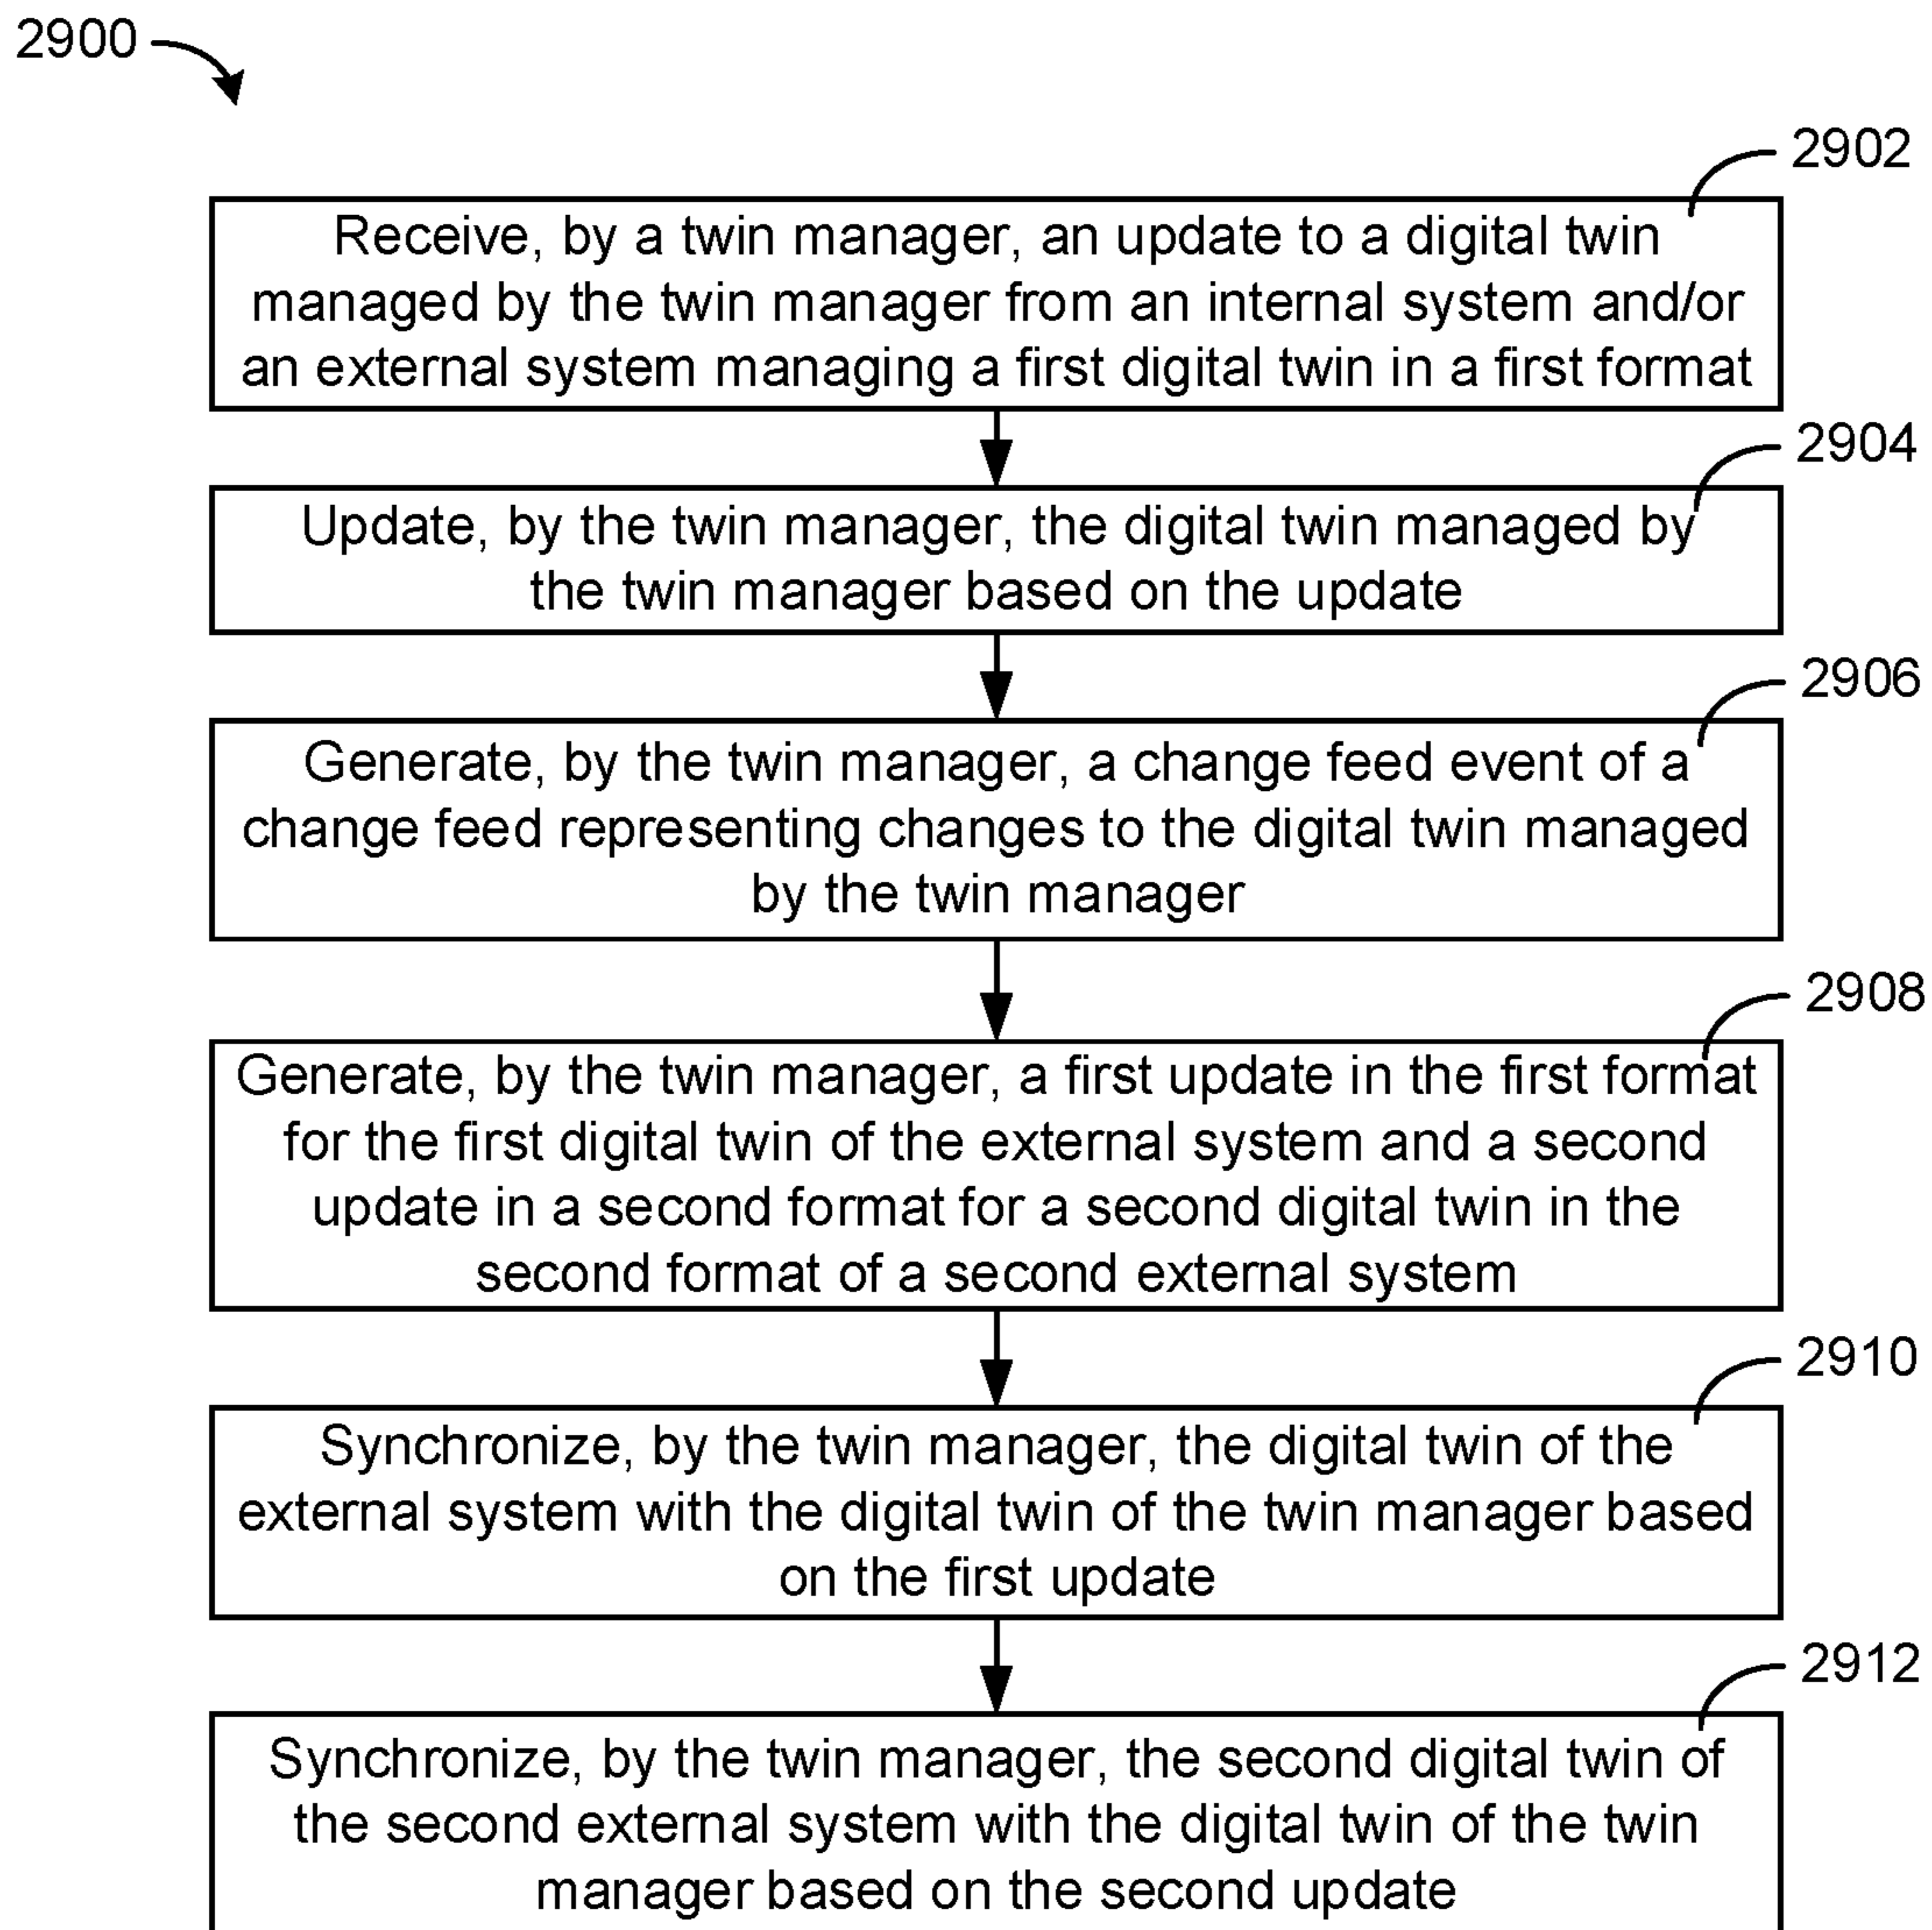 2900
2902
Receive, by a twin manager, an update to a digital twin
managed by the twin manager from an internal system and/or
an external system managing a first digital twin in a first format
2904
Update, by the twin manager, the digital twin managed by
the twin manager based on the update
2906
Generate, by the twin manager, a change feed event of a
change feed representing changes to the digital twin managed
by the twin manager
2908
Generate, by the twin manager, a first update in the first format
for the first digital twin of the external system and a second
update in a second format for a second digital twin in the
second format of a second external system
2910
Synchronize, by the twin manager, the digital twin of the
external system with the digital twin of the twin manager based
on the first update
2912
Synchronize, by the twin manager, the second digital twin of
the second external system with the digital twin of the twin
manager based on the second update